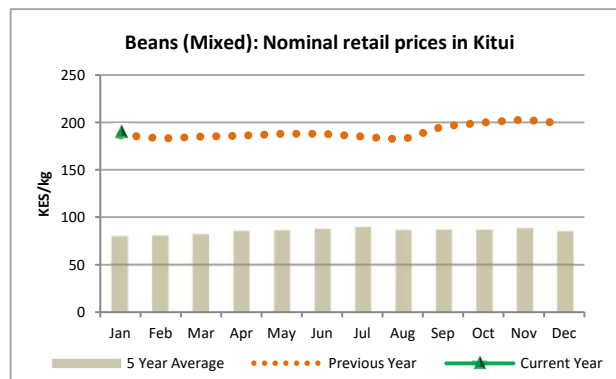 Beans (Mixed): Nominal retail prices in Kitui
250
200
150
100
50
0
KES/kg
Jan Feb Mar Apr May Jun Jul Aug Sep Oct Nov Dec
5 Year Average Previous Year Current Year